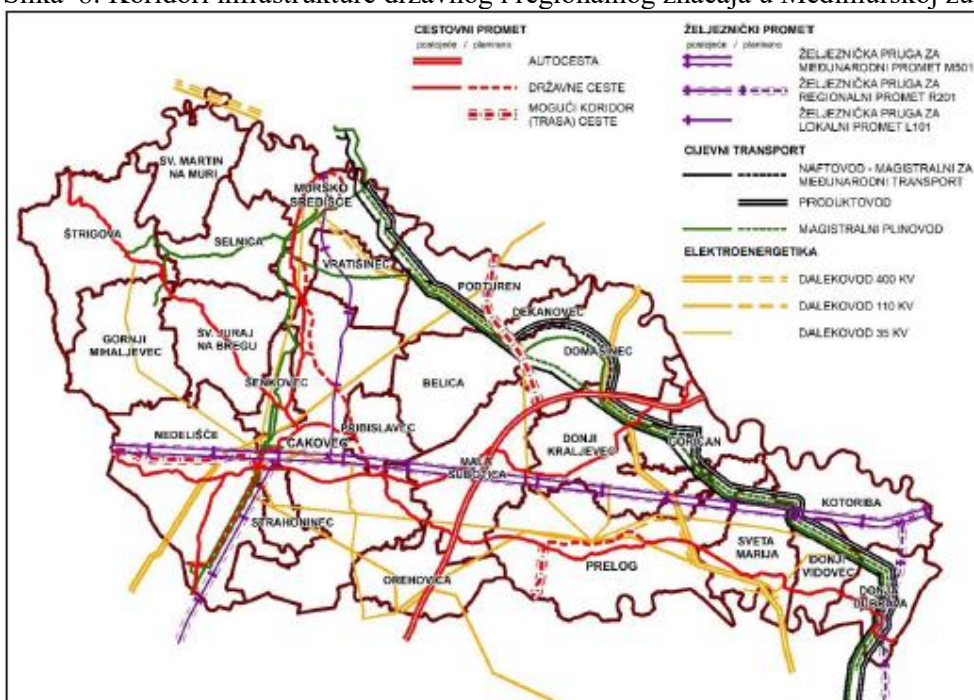 Slika 8. Koridori infrastrukture državnog i regionalnog značaja u Međimurskoj
CESTOVNI PROMET
postojeće / planirano
AUTOCESTA
DRŽAVNE CESTE
MOGUĆI KORIDOR
(TRASA) CESTE
ŽELJEZNIČKI PROMET
postojeće / planirano
ŽELJEZNIČKA PRUGA ZA
MEĐUNARODNI PROMET M501
ŽELJEZNIČKA PRUGA ZA
REGIONALNI PROMET R201
ŽELJEZNIČKA PRUGA ZA
LOKALNI PROMET L101
CIJEVNI TRANSPORT
NAFTOVOD - MAGISTRALNI ZA
MEĐUNARODNI TRANSPORT
PRODUKTOVOD
MAGISTRALNI PLINOVOD
ELEKTROENERGETIKA
DALEKOVOD 400 KV
DALEKOVOD 110 KV
DALEKOVOD 35 KV
SV. MARTIN
NA MURI
MURSKO
SREDIŠĆE
ŠTRIGOVA
SELNICA
VRATIŠINEC
PODTUREN
DEKANOVEC
GORNJI
MIHALJEVEC
SV. JURAJ
NA BREGU
DOMAŠINEC
ŠENKOVEC
BELICA
NEDELIŠĆE
ČAKOVEC
PRIBISLAVEC
DONJI
KRALJEVEC
GORIČAN
MALA
SUBOTICA
KOTORIBA
STRAHONINEC
SVETA
MARIJA
DONJI
VIDOVEC
PRELOG
OREHOVICA
DONJA
DUBRAVA